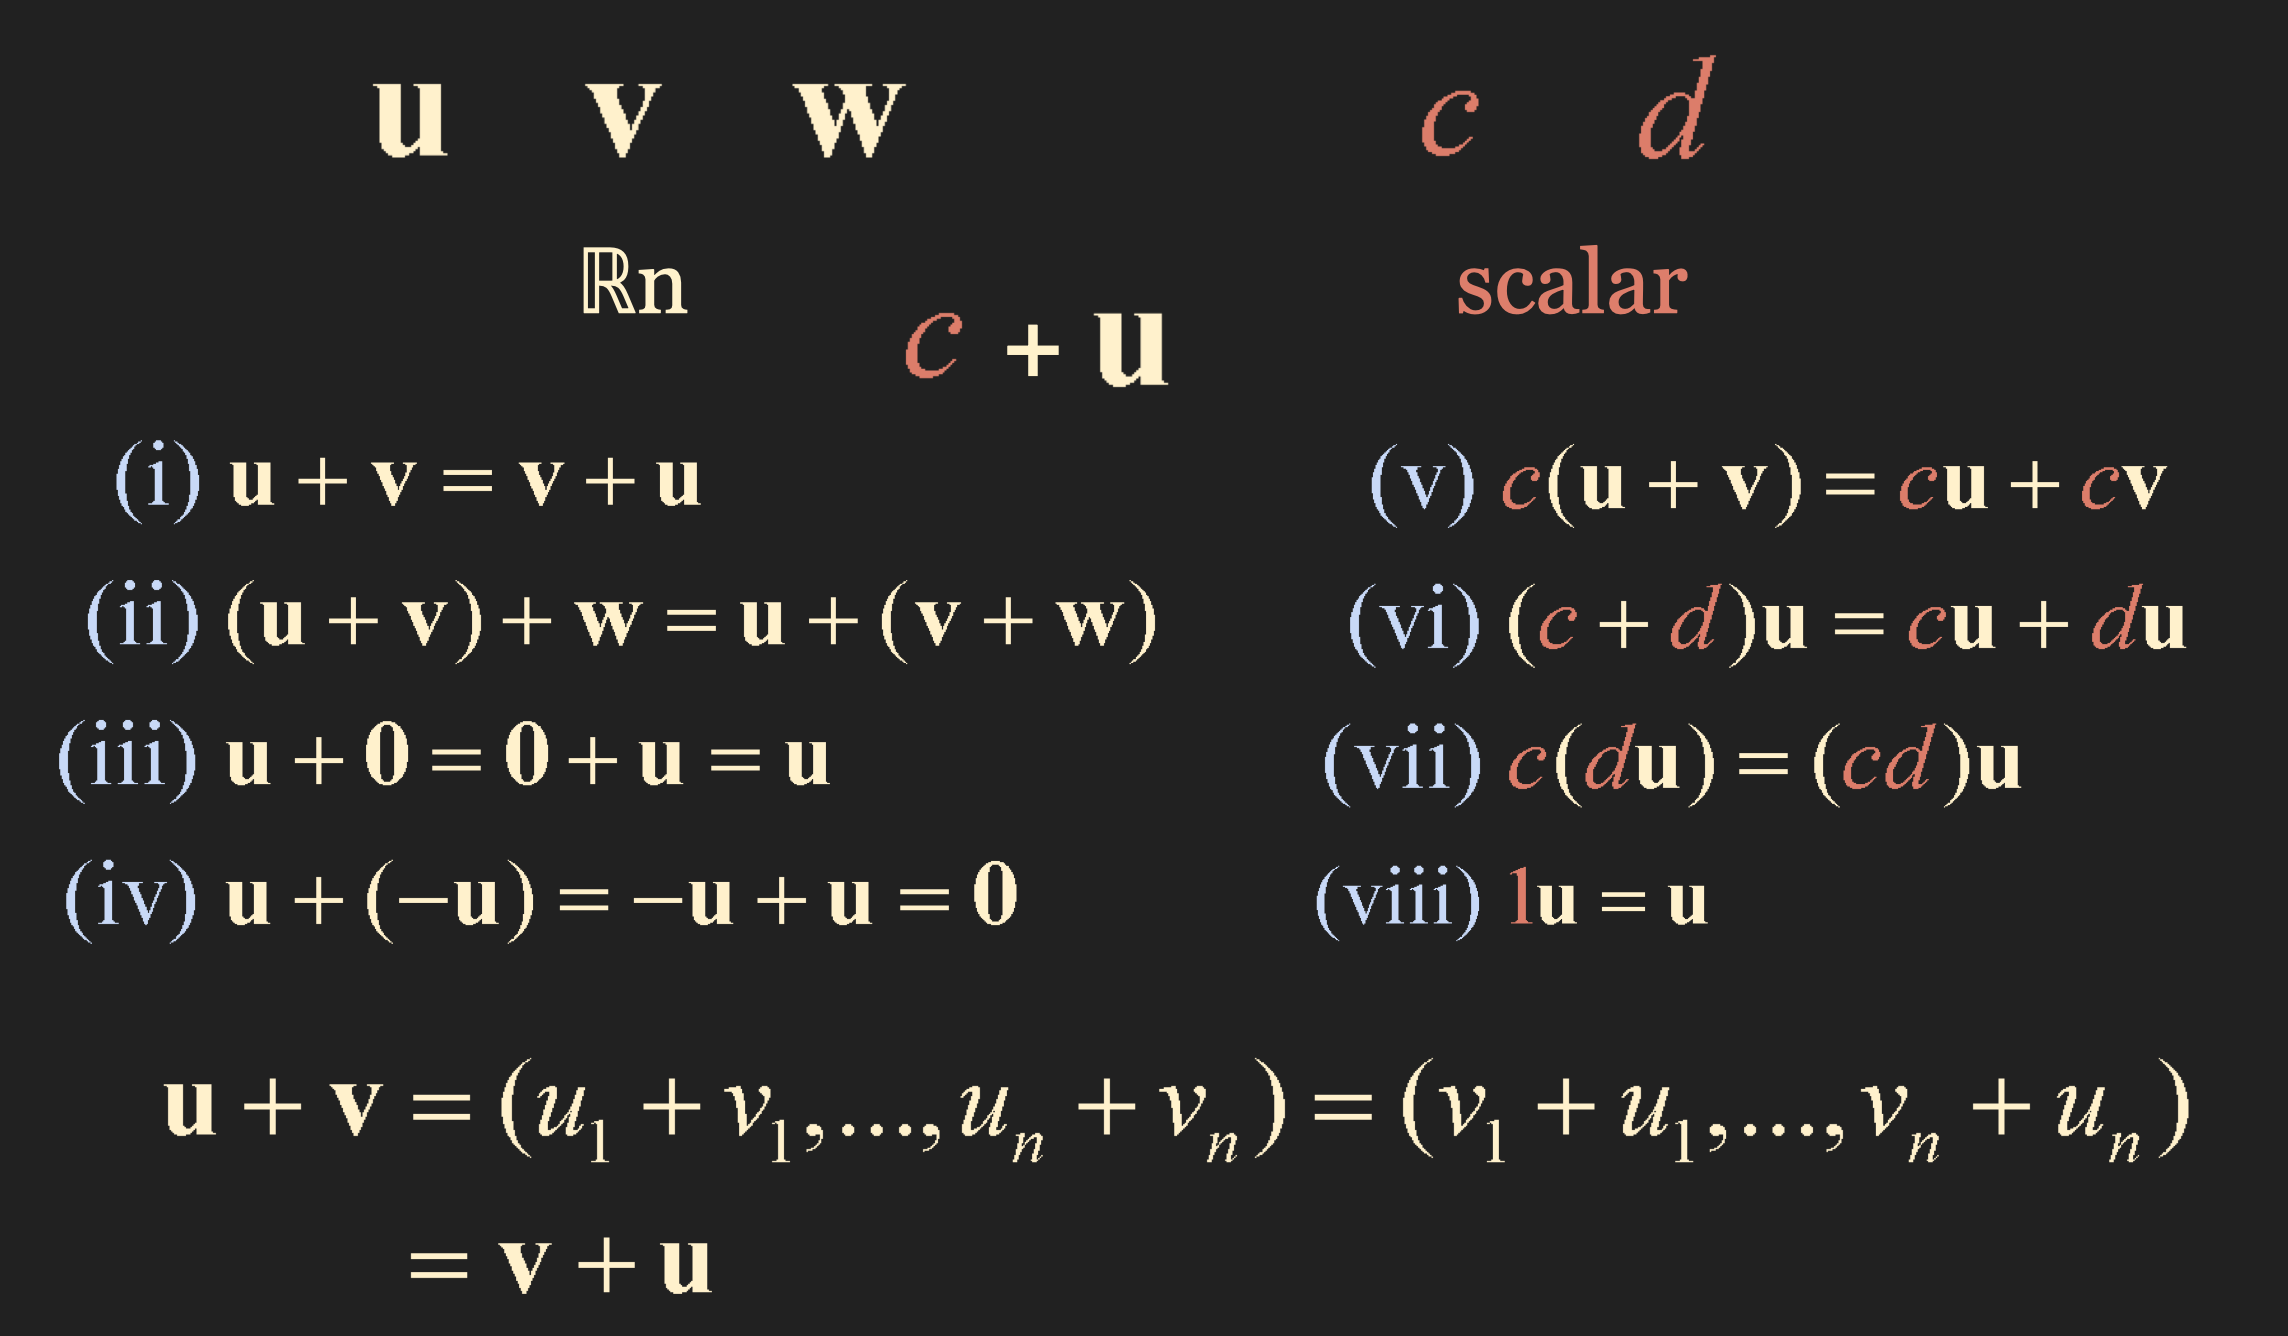 u v w c d
ℝn scalar
c + u
(i) u + v = v + u
(ii) (u + v) + w = u + (v + w)
(iii) u + 0 = 0 + u = u
(iv) u + (−u) = −u + u = 0
(v) c(u + v) = cu + cv
(vi) (c + d)u = cu + du
(vii) c(du) = (cd)u
(viii) 1u = u
u + v = (u₁ + v₁,…, uₙ + vₙ) = (v₁ + u₁,…, vₙ + uₙ)
= v + u